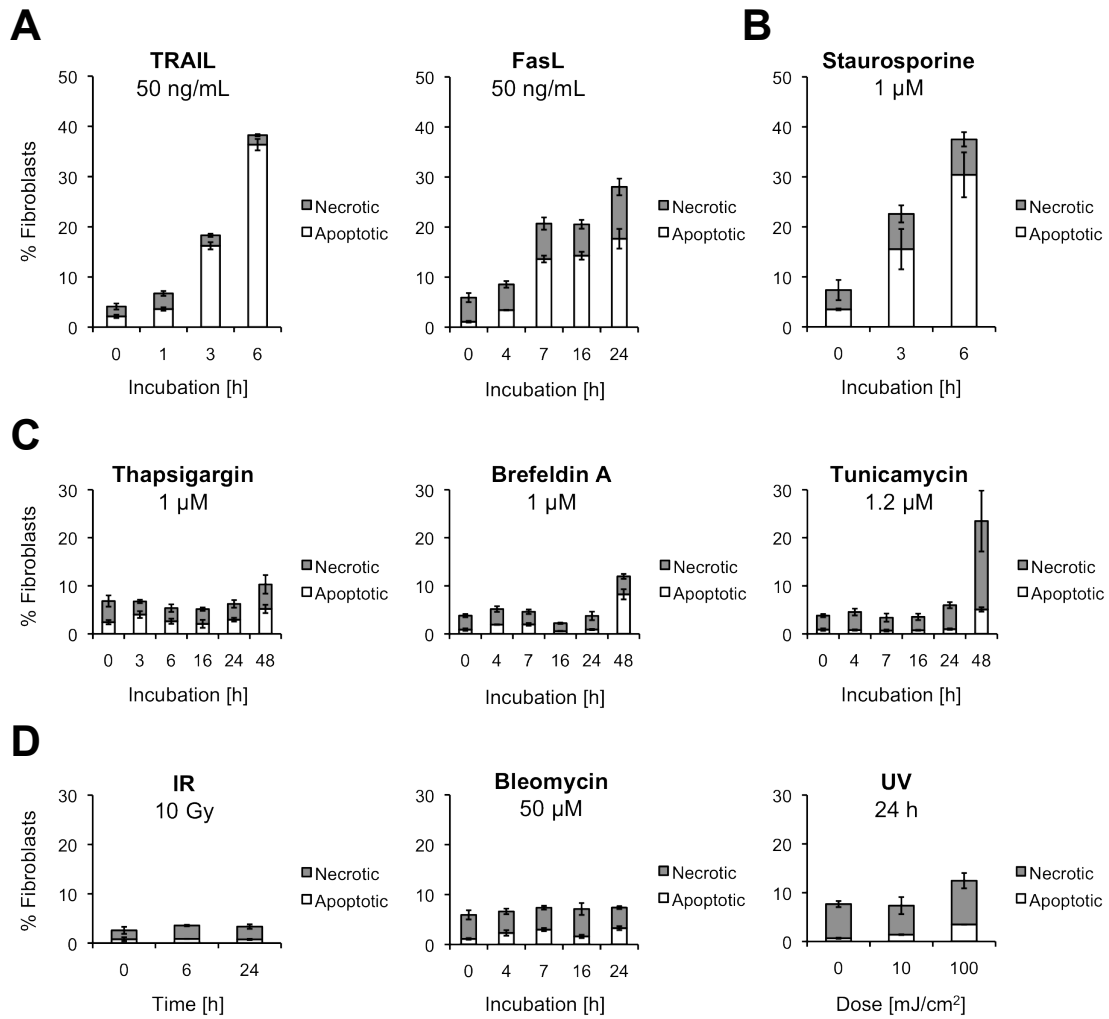 A
B
TRAIL
50 ng/mL
FasL
50 ng/mL
Staurosporine
1 µM
% Fibroblasts
50
40
30
20
10
0
0 1 3 6
Incubation [h]
Necrotic
Apoptotic
50
40
30
20
10
0
0 4 7 16 24
Incubation [h]
Necrotic
Apoptotic
50
40
30
20
10
0
0 3 6
Incubation [h]
Necrotic
Apoptotic
C
Thapsigargin
1 µM
Brefeldin A
1 µM
Tunicamycin
1.2 µM
% Fibroblasts
30
20
10
0
0 3 6 16 24 48
Incubation [h]
Necrotic
Apoptotic
30
20
10
0
0 4 7 16 24 48
Incubation [h]
Necrotic
Apoptotic
30
20
10
0
0 4 7 16 24 48
Incubation [h]
Necrotic
Apoptotic
D
IR
10 Gy
Bleomycin
50 µM
UV
24 h
% Fibroblasts
30
20
10
0
0 6 24
Time [h]
Necrotic
Apoptotic
30
20
10
0
0 4 7 16 24
Incubation [h]
Necrotic
Apoptotic
30
20
10
0
0 10 100
Dose [mJ/cm²]
Necrotic
Apoptotic